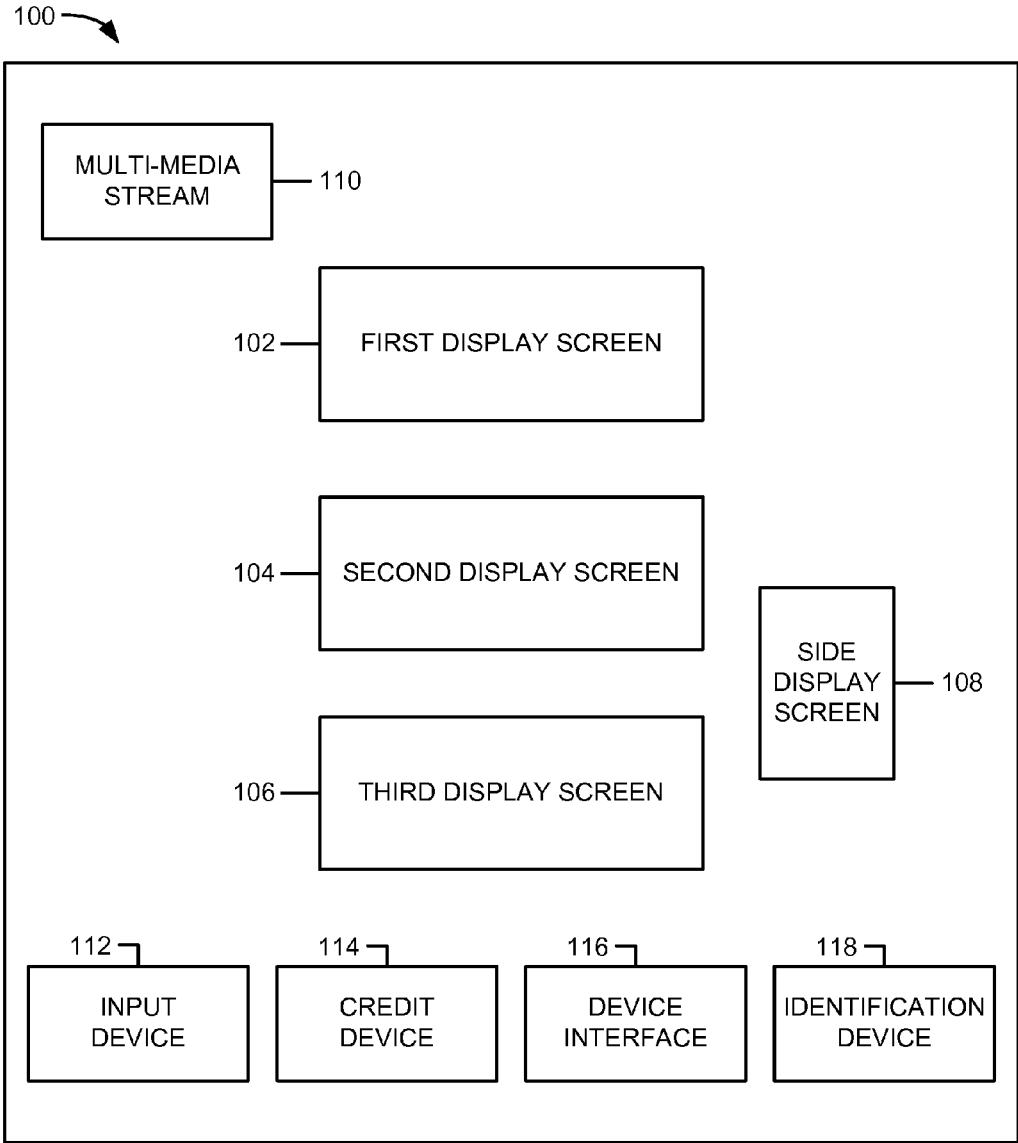 100
MULTI-MEDIA
STREAM
110
102
FIRST DISPLAY SCREEN
104
SECOND DISPLAY SCREEN
SIDE
DISPLAY
SCREEN
108
106
THIRD DISPLAY SCREEN
112
INPUT
DEVICE
114
CREDIT
DEVICE
116
DEVICE
INTERFACE
118
IDENTIFICATION
DEVICE